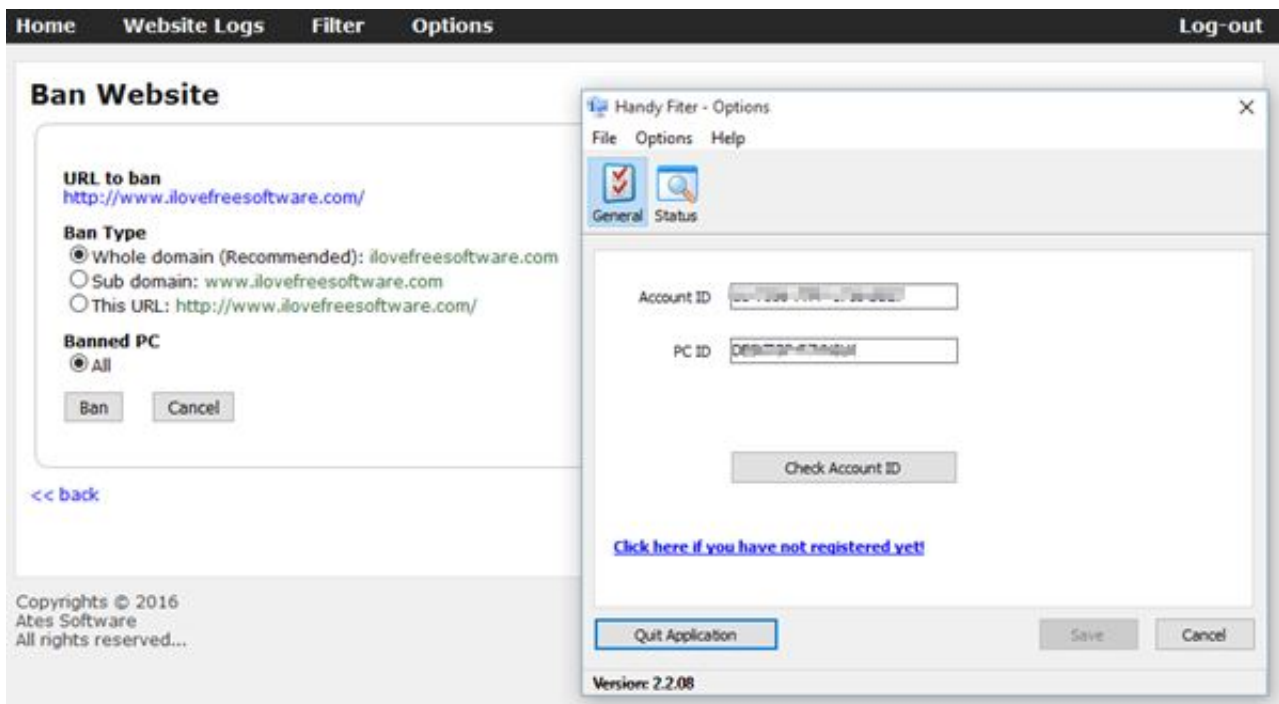 Home Website Logs Filter Options Log-out
Ban Website
URL to ban
http://www.ilovefreesoftware.com/
Ban Type
Whole domain (Recommended): ilovefreesoftware.com
Sub domain: www.ilovefreesoftware.com
This URL: http://www.ilovefreesoftware.com/
Banned PC
All
Ban Cancel
<< back
Copyrights © 2016
Ates Software
All rights reserved...
Handy Fiter - Options
File Options Help
General Status
Account ID
PC ID
Check Account ID
Click here if you have not registered yet!
Quit Application Save Cancel
Version: 2.2.08